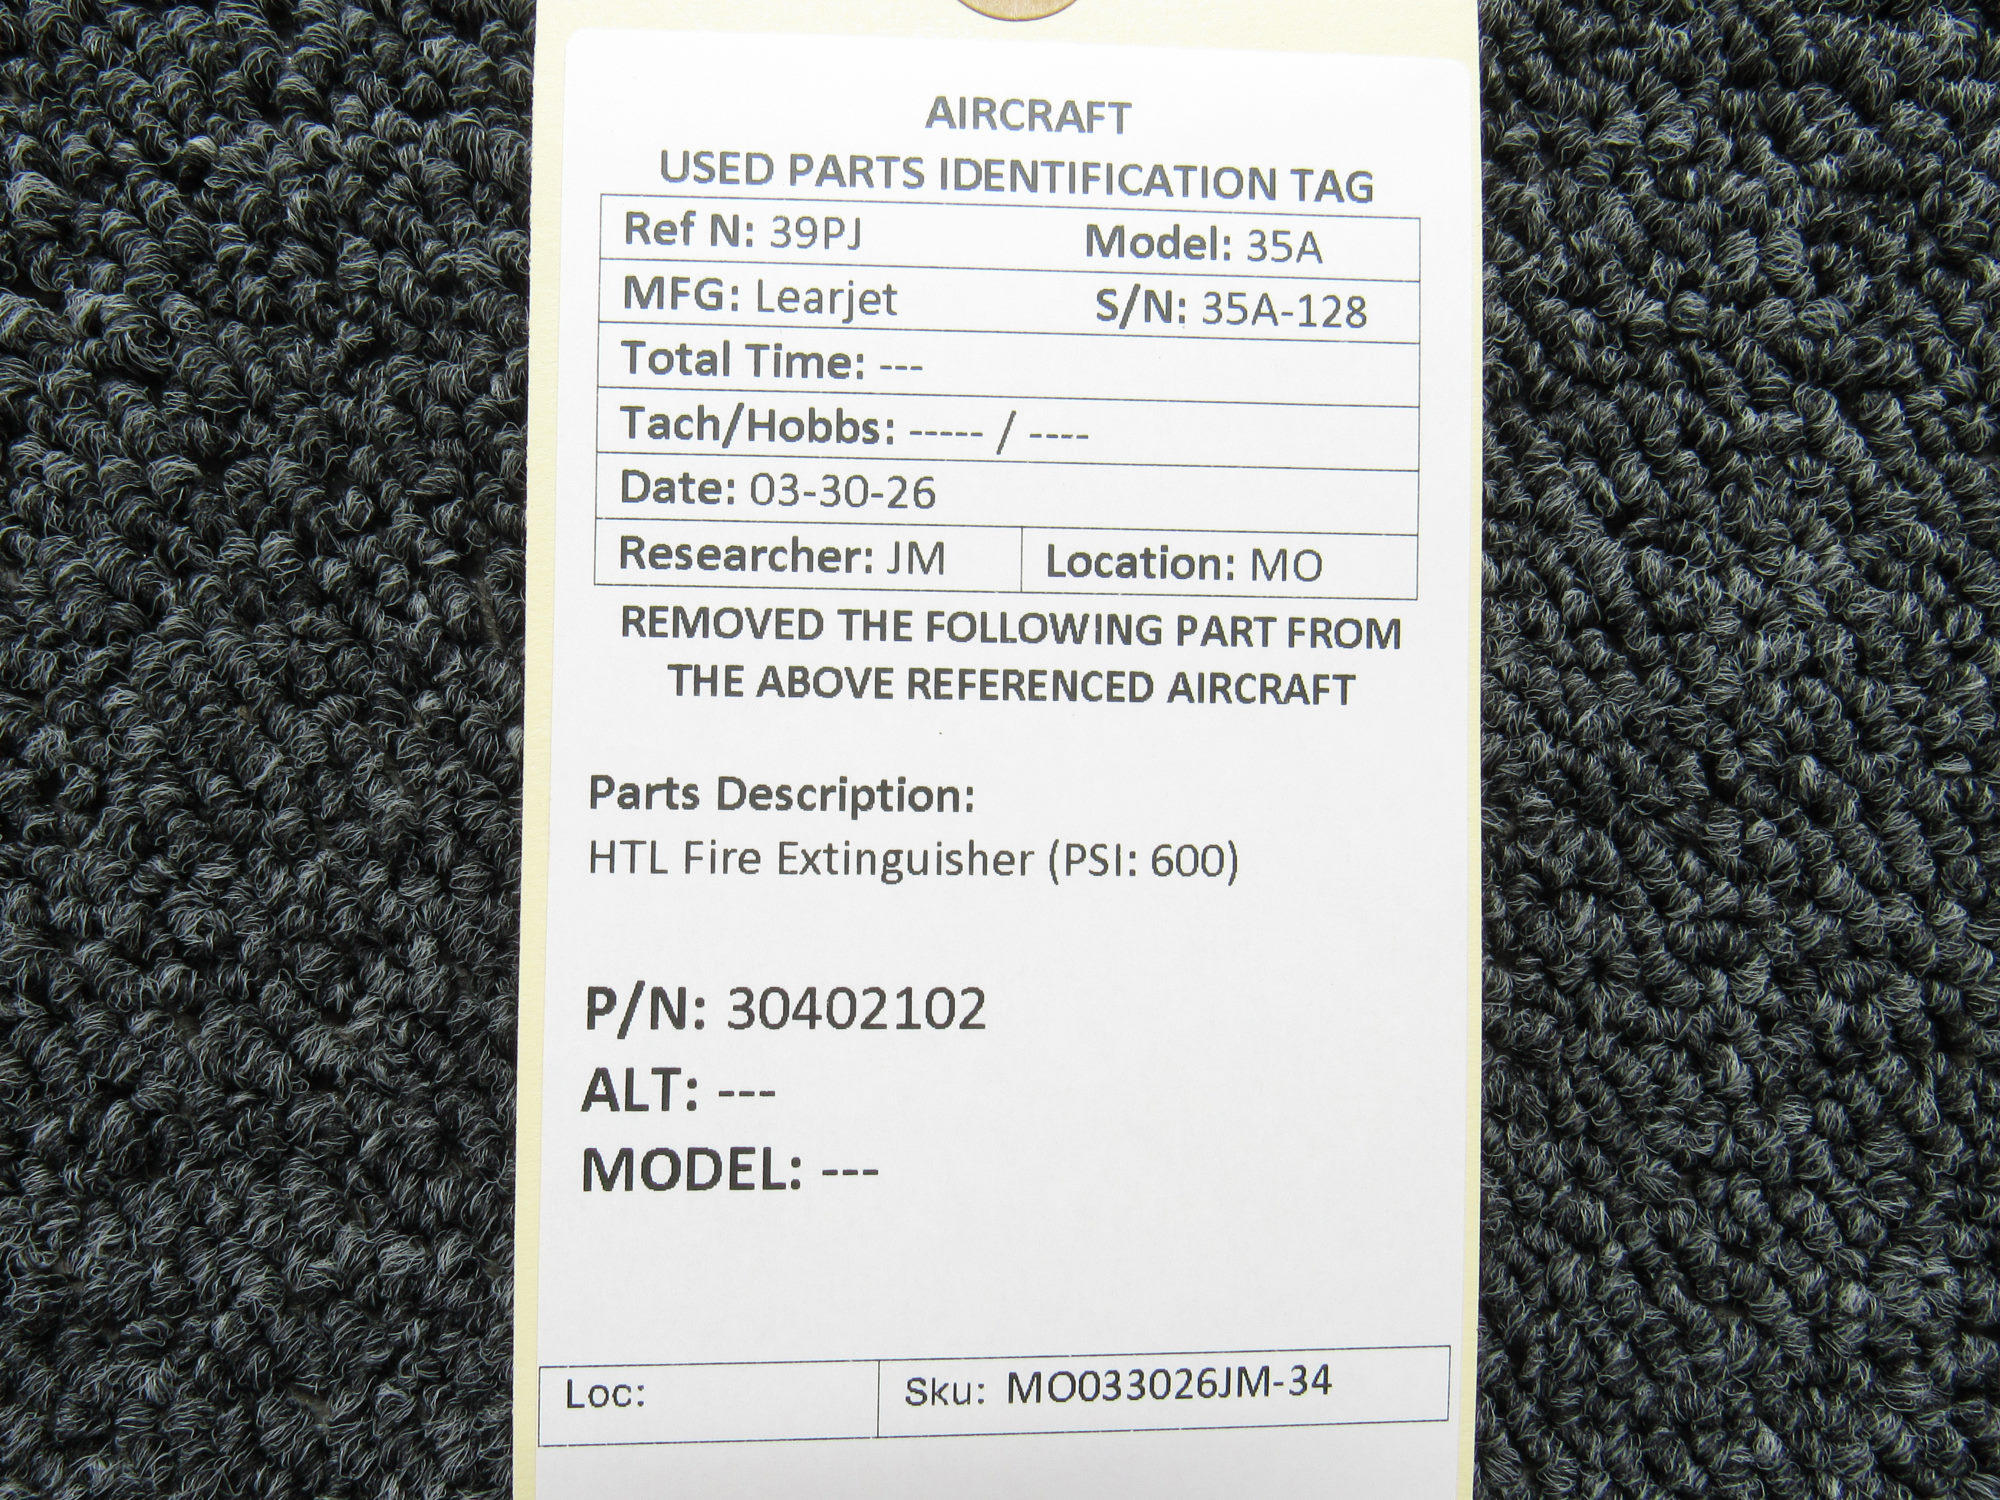 AIRCRAFT
USED PARTS IDENTIFICATION TAG
Ref N: 39PJ Model: 35A
MFG: Learjet S/N: 35A-128
Total Time: ---
Tach/Hobbs: ----- / ----
Date: 03-30-26
Researcher: JM Location: MO
REMOVED THE FOLLOWING PART FROM
THE ABOVE REFERENCED AIRCRAFT
Parts Description:
HTL Fire Extinguisher (PSI: 600)
P/N: 30402102
ALT: ---
MODEL: ---
Loc: Sku: MO033026JM-34